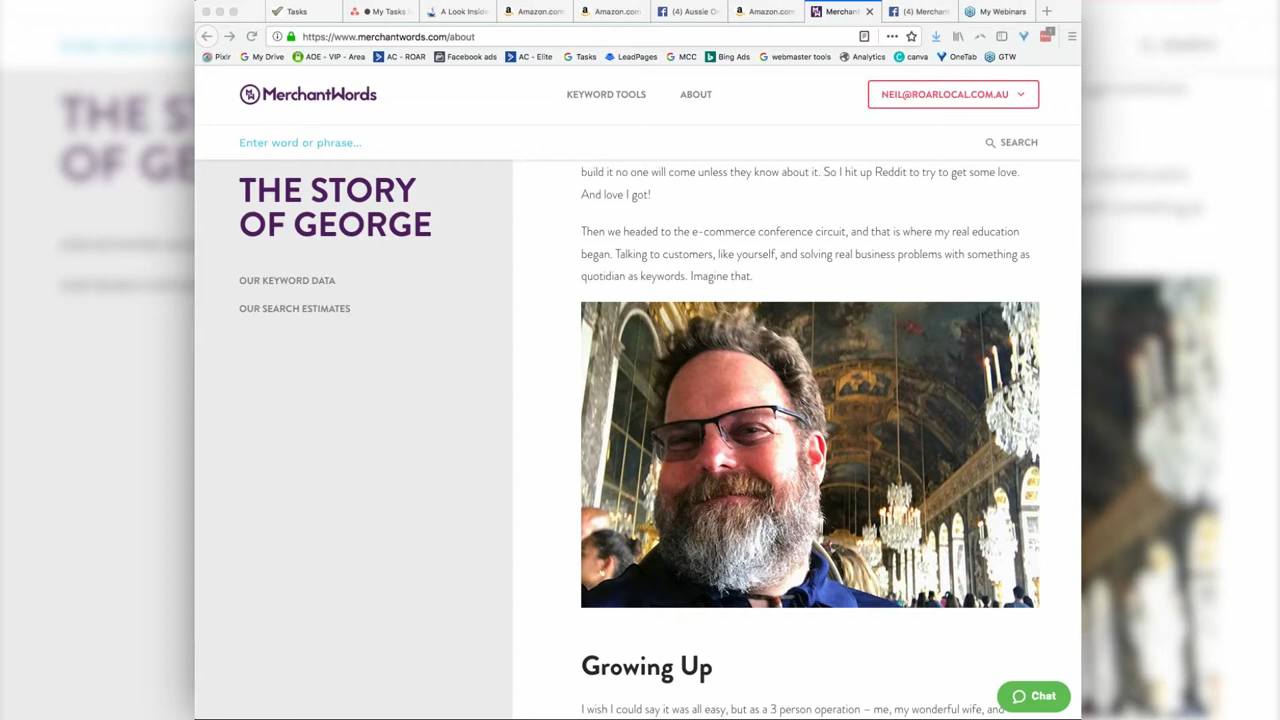 Tasks
My Tasks
A Look Insid
Amazon.com
Amazon.com
(4) Aussie O
Amazon.com
Merchant
(4) Merchant
My Webinars
https://www.merchantwords.com/about
Pixlr
My Drive
AOE - VIP - Area
AC - ROAR
Facebook ads
AC - Elite
Tasks
LeadPages
MCC
Bing Ads
webmaster tools
Analytics
canva
OneTab
GTW
MerchantWords
KEYWORD TOOLS
ABOUT
NEIL@ROARLOCAL.COM.AU
Enter word or phrase...
SEARCH
THE STORY
OF GEORGE
OUR KEYWORD DATA
OUR SEARCH ESTIMATES
build it no one will come unless they know about it. So I hit up Reddit to try to get some love.
And love I got!
Then we headed to the e-commerce conference circuit, and that is where my real education
began. Talking to customers, like yourself, and solving real business problems with something as
quotidian as keywords. Imagine that.
Growing Up
I wish I could say it was all easy, but as a 3 person operation – me, my wonderful wife, and
Chat